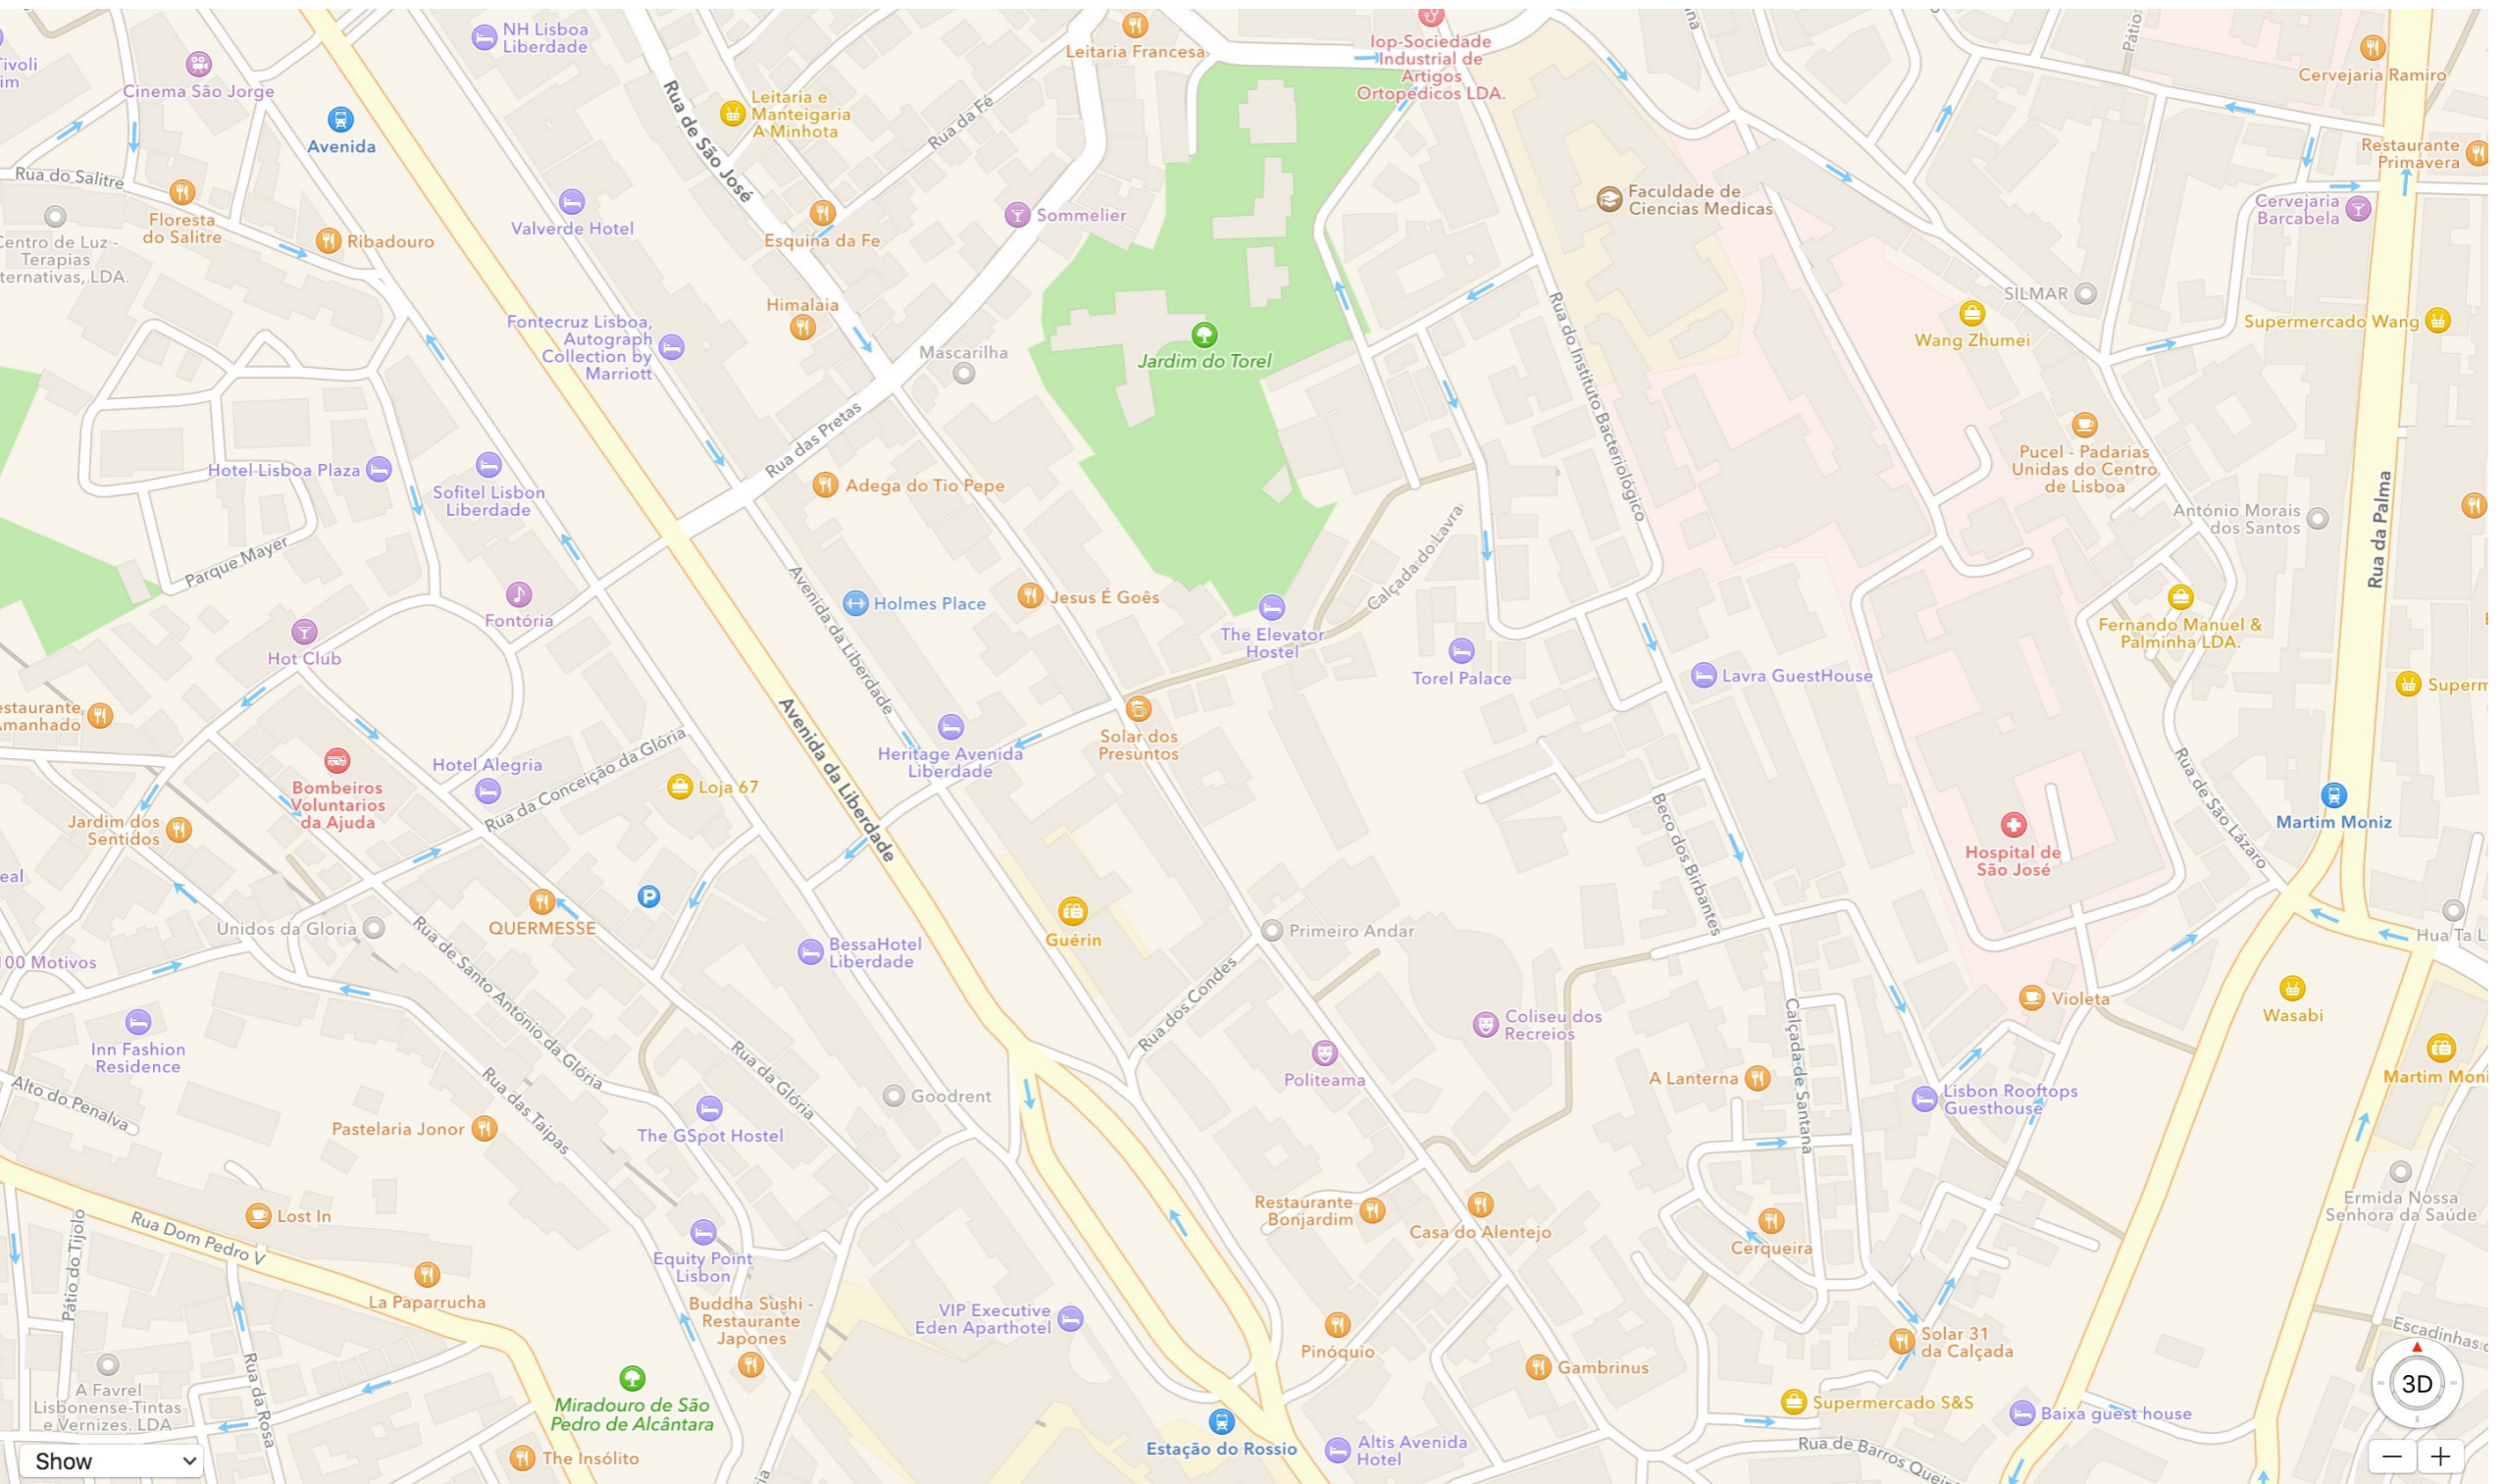 NH Lisboa
Liberdade
Leitaria Francesa
Iop-Sociedade
Industrial de
Artigos
Ortopedicos LDA.
Cervejaria Ramiro
Cinema São Jorge
Avenida
Rua de São José
Leitaria e
Manteigaria
A Minhota
Rua da Fé
Restaurante
Primavera
Rua do Salitre
Floresta
do Salitre
Ribadouro
Valverde Hotel
Esquina da Fe
Sommelier
Faculdade de
Ciencias Medicas
Cervejaria
Barcabela
Centro de Luz -
Terapias
ternativas, LDA.
Himalaia
Fontecruz Lisboa,
Autograph
Collection by
Marriott
Mascarilha
Jardim do Torel
Rua do Instituto Bacteriológico
SILMAR
Wang Zhumei
Supermercado Wang
Rua das Pretas
Hotel Lisboa Plaza
Sofitel Lisbon
Liberdade
Adega do Tio Pepe
Pucel - Padarias
Unidas do Centro
de Lisboa
António Morais
dos Santos
Rua da Palma
Parque Mayer
Calçada do Lavra
Fontória
Hot Club
Avenida da Liberdade
Holmes Place
Jesus É Goês
The Elevator
Hostel
Torel Palace
Lavra GuestHouse
Fernando Manuel &
Palminha LDA.
Superm
estaurante
Amanhado
Bombeiros
Voluntarios
da Ajuda
Hotel Alegria
Rua da Conceição da Glória
Loja 67
Avenida da Liberdade
Heritage Avenida
Liberdade
Solar dos
Presuntos
Jardim dos
Sentidos
Beco dos Birbantes
Hospital de
São José
Rua de São Lázaro
Martim Moniz
eal
Unidos da Gloria
QUERMESSE
P
BessaHotel
Liberdade
Guérin
Primeiro Andar
Hua Ta L
100 Motivos
Rua de Santo António da Glória
Rua dos Condes
Coliseu dos
Recreios
Violeta
Wasabi
Inn Fashion
Residence
Alto do Penalva
Rua das Taipas
Rua da Glória
Goodrent
Politeama
Calçada de Santana
A Lanterna
Lisbon Rooftops
Guesthouse
Martim Moni
Pastelaria Jonor
The GSpot Hostel
Restaurante
Bonjardim
Casa do Alentejo
Cerqueira
Ermida Nossa
Senhora da Saúde
Lost In
Rua Dom Pedro V
Pátio do Tijolo
Equity Point
Lisbon
La Paparrucha
Buddha Sushi -
Restaurante
Japones
VIP Executive
Eden Aparthotel
Pinóquio
Gambrinus
Solar 31
da Calçada
Escadinhas
A Favrel
Lisbonense-Tintas
e Vernizes. LDA
Rua da Rosa
Miradouro de São
Pedro de Alcântara
Supermercado S&S
Baixa guest house
3D
Show
The Insólito
Estação do Rossio
Altis Avenida
Hotel
Rua de Barros Queir